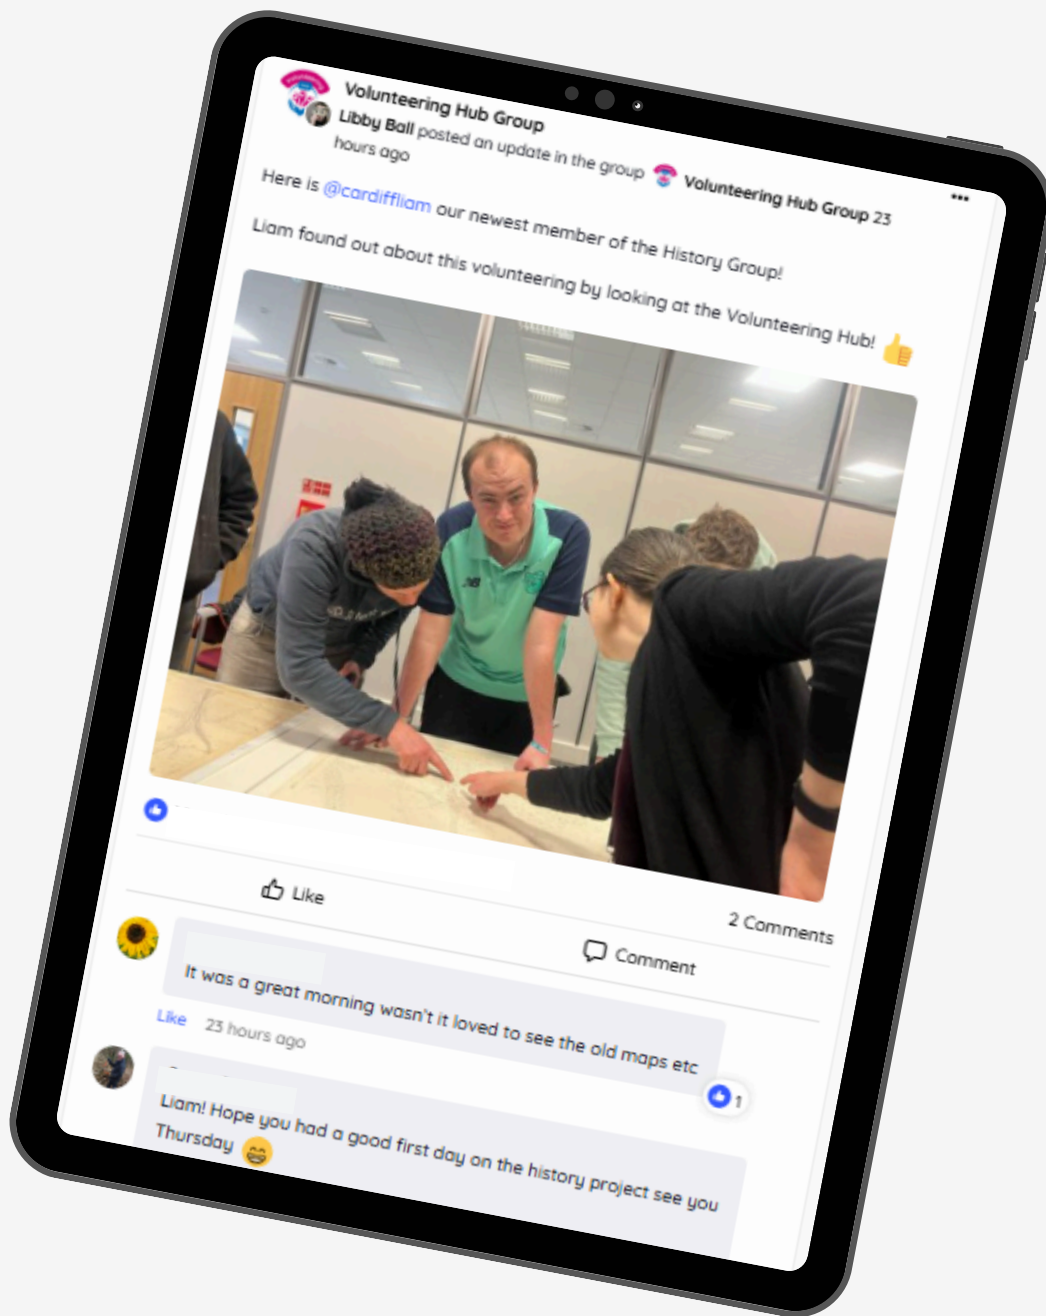 Volunteering Hub Group
Libby Ball posted an update in the group Volunteering Hub Group 23
hours ago
Here is @cardiffliam our newest member of the History Group!
Liam found out about this volunteering by looking at the Volunteering Hub! 👍
Like
2 Comments
Comment
It was a great morning wasn't it loved to see the old maps etc
Like 23 hours ago
1
Liam! Hope you had a good first day on the history project see you
Thursday 😄